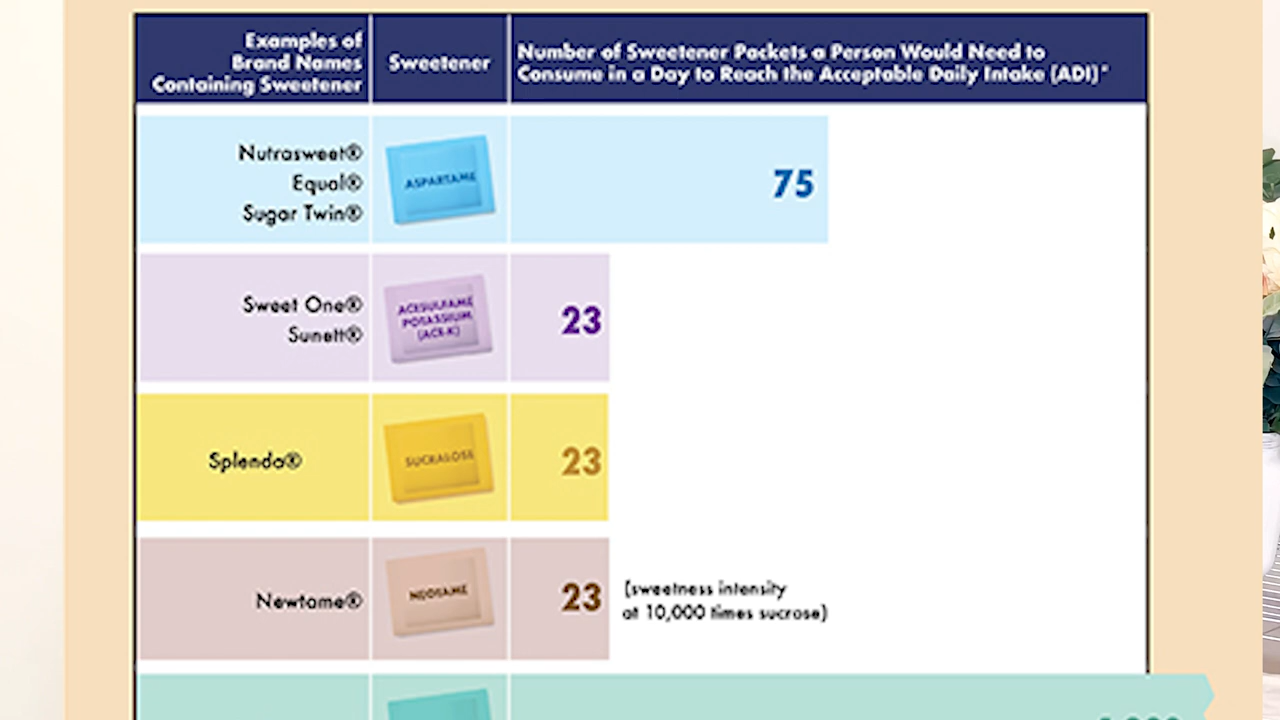 Examples of
Brand Names
Containing Sweetener
Sweetener
Number of Sweetener Packets a Person Would Need to
Consume in a Day to Reach the Acceptable Daily Intake (ADI)*
Nutrasweet®
Equal®
Sugar Twin®
ASPARTAME
75
Sweet One®
Sunett®
ACESULFAME
POTASSIUM
(ACE-K)
23
Splenda®
SUCRALOSE
23
Newtame®
NEOTAME
23
(sweetness intensity
at 10,000 times sucrose)